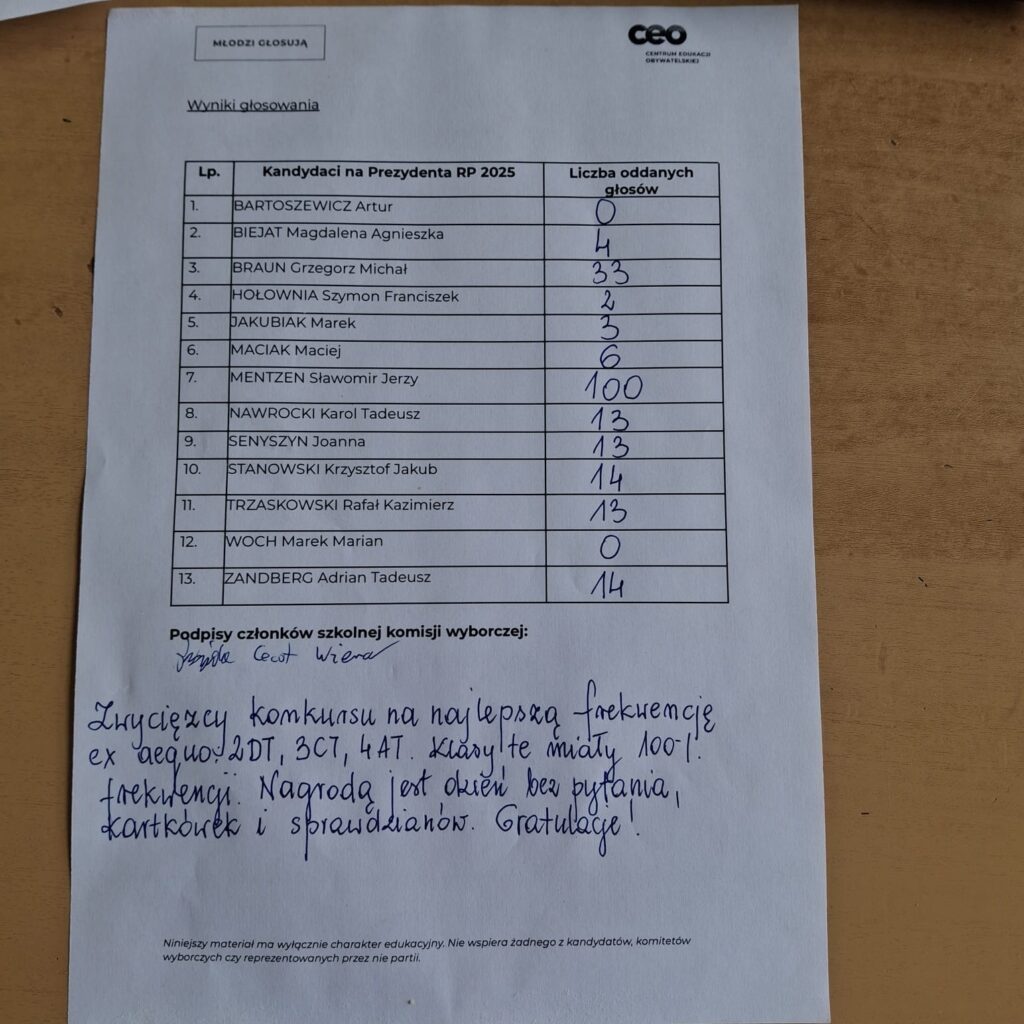 MŁODZI GŁOSUJĄ
ceo
CENTRUM EDUKACJI
OBYWATELSKIEJ
Wyniki głosowania
Lp. Kandydaci na Prezydenta RP 2025 Liczba oddanych głosów
1. BARTOSZEWICZ Artur 0
2. BIEJAT Magdalena Agnieszka 4
3. BRAUN Grzegorz Michał 33
4. HOŁOWNIA Szymon Franciszek 2
5. JAKUBIAK Marek 3
6. MACIAK Maciej 6
7. MENTZEN Sławomir Jerzy 100
8. NAWROCKI Karol Tadeusz 13
9. SENYSZYN Joanna 13
10. STANOWSKI Krzysztof Jakub 14
11. TRZASKOWSKI Rafał Kazimierz 13
12. WOCH Marek Marian 0
13. ZANDBERG Adrian Tadeusz 14
Podpisy członków szkolnej komisji wyborczej:
Zwycięzcy konkursu na najlepszą frekwencję
ex aequo: 2DT, 3CT, 4AT. Klasy te miały 100%
frekwencji. Nagrodą jest dzień bez pytania,
kartkówek i sprawdzianów. Gratulacje!
Niniejszy materiał ma wyłącznie charakter edukacyjny. Nie wspiera żadnego z kandydatów, komitetów
wyborczych czy reprezentowanych przez nie partii.